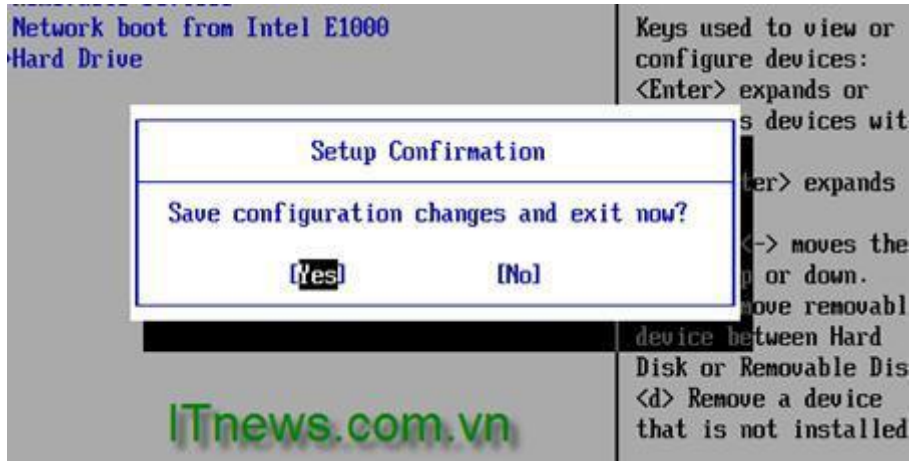 Network boot from Intel E1000
Hard Drive
Keys used to view or
configure devices:
<Enter> expands or
s devices wit
ter> expands
<-> moves the
p or down.
ove removabl
device between Hard
Disk or Removable Dis
<d> Remove a device
that is not installed
Setup Confirmation
Save configuration changes and exit now?
[Yes] [No]
ITnews.com.vn